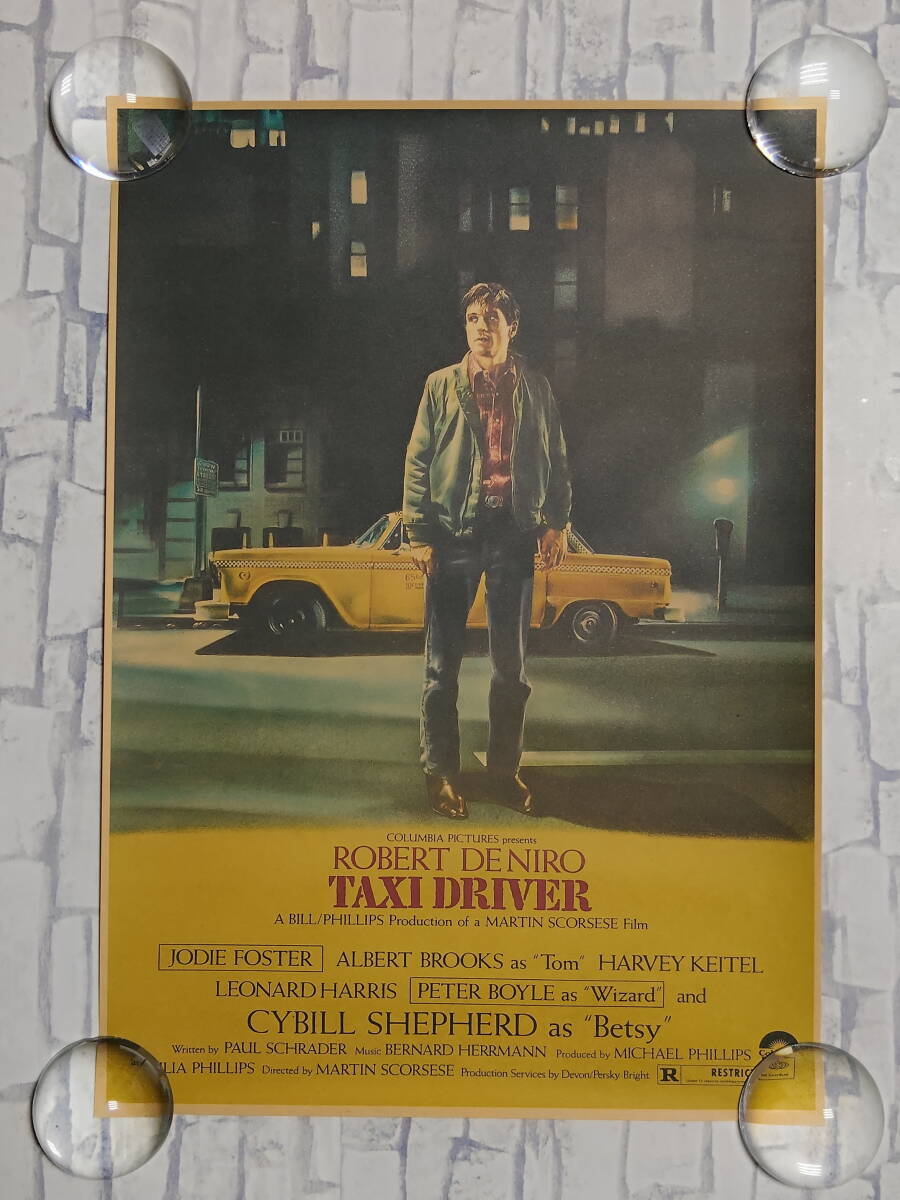 COLUMBIA PICTURES presents
ROBERT DE NIRO
TAXI DRIVER
A BILL/PHILLIPS Production of a MARTIN SCORSESE Film
JODIE FOSTER ALBERT BROOKS as "Tom" HARVEY KEITEL
LEONARD HARRIS PETER BOYLE as "Wizard" and
CYBILL SHEPHERD as "Betsy"
Written by PAUL SCHRADER Music BERNARD HERRMANN Produced by MICHAEL PHILLIPS
PHILLIPS Directed by MARTIN SCORSESE Production Services by Devon/Persky-Bright R